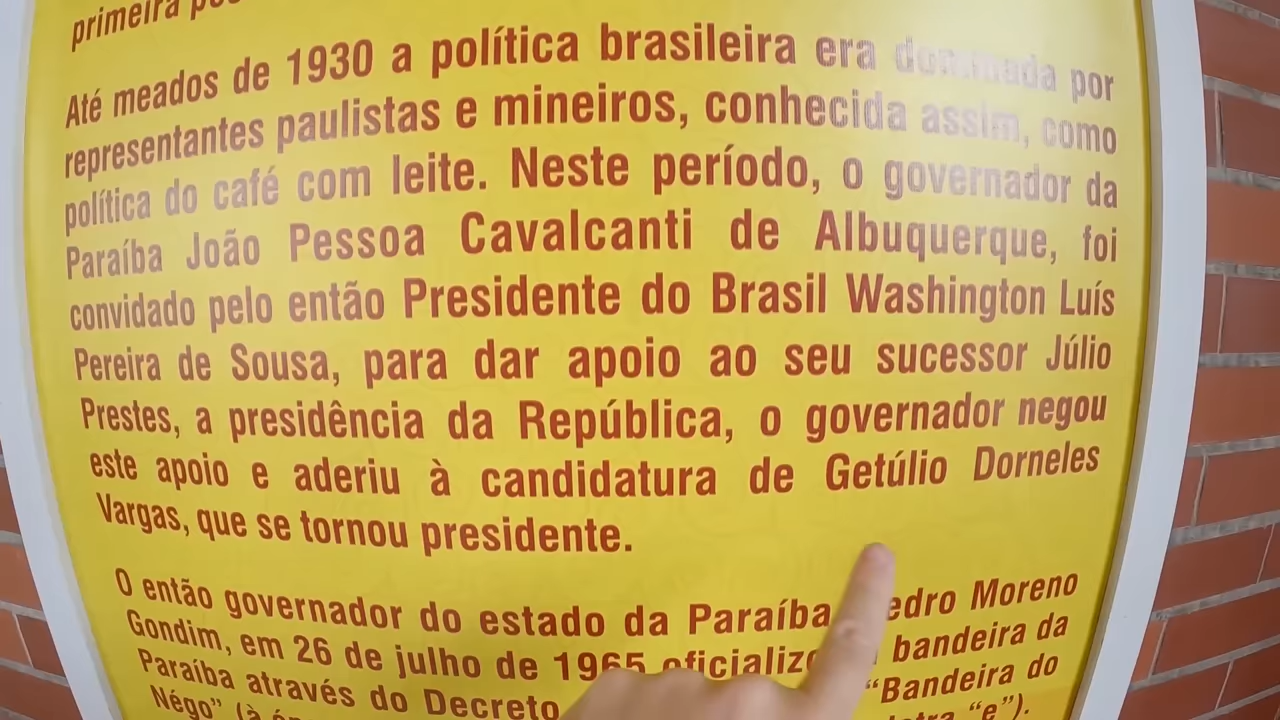 primeira
Até meados de 1930 a política brasileira era dominada por
representantes paulistas e mineiros, conhecida assim, como
política do café com leite. Neste período, o governador da
Paraíba João Pessoa Cavalcanti de Albuquerque, foi
convidado pelo então Presidente do Brasil Washington Luís
Pereira de Sousa, para dar apoio ao seu sucessor Júlio
Prestes, a presidência da República, o governador negou
este apoio e aderiu à candidatura de Getúlio Dorneles
Vargas, que se tornou presidente.
O então governador do estado da Paraíba Pedro Moreno
Gondim, em 26 de julho de 1965 bandeira da
Paraíba através do Decreto "Bandeira do
Négo" (à "e").